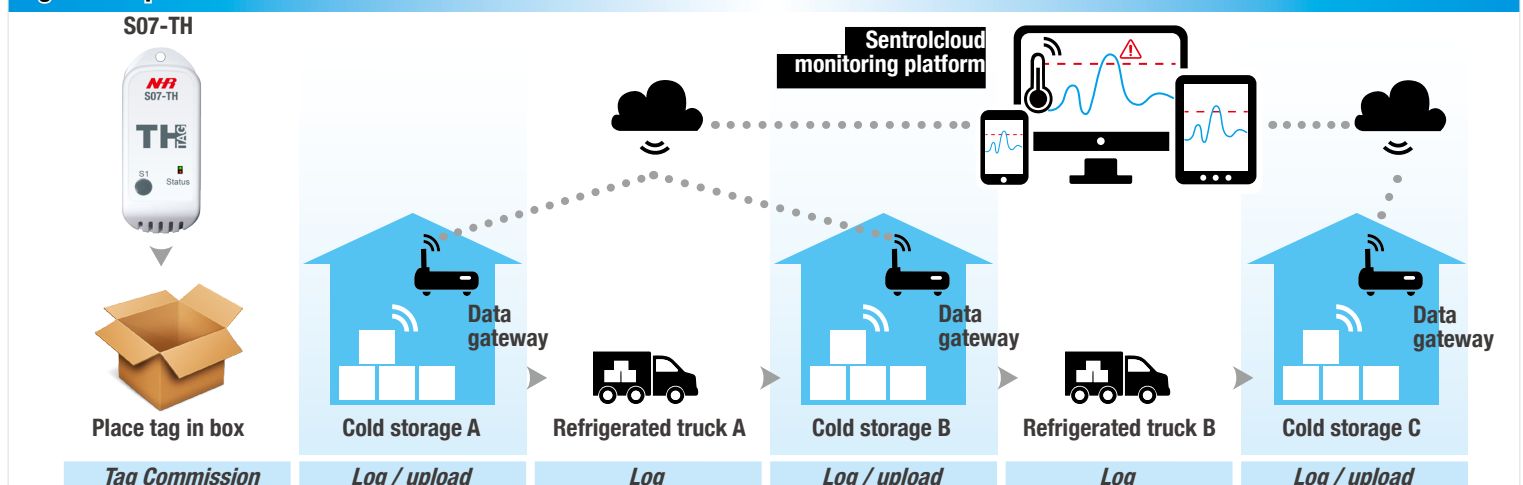 S07-TH
NHR
S07-TH
TH TAG
S1
Status
Sentrolcloud
monitoring platform
Data
gateway
Data
gateway
Data
gateway
Place tag in box
Cold storage A
Refrigerated truck A
Cold storage B
Refrigerated truck B
Cold storage C
Tag Commission
Log / upload
Log
Log / upload
Log
Log / upload